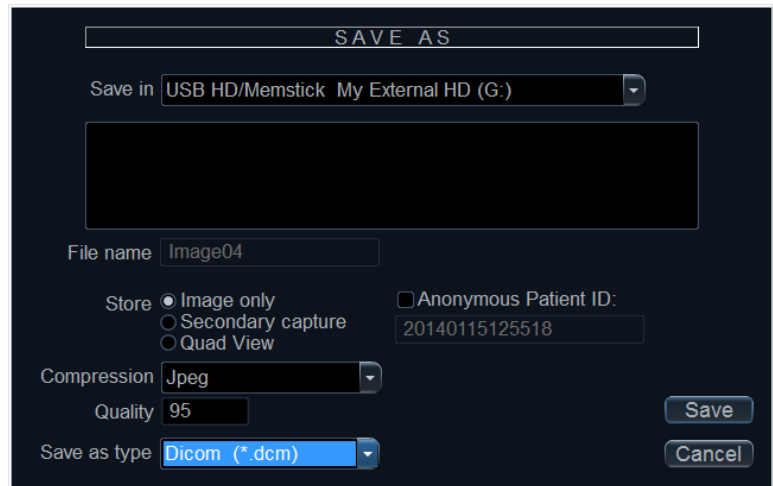 SAVE AS
Save in USB HD/Memstick My External HD (G:)
File name Image04
Store Image only Anonymous Patient ID:
Secondary capture 20140115125518
Quad View
Compression Jpeg
Quality 95 Save
Save as type Dicom (*.dcm) Cancel